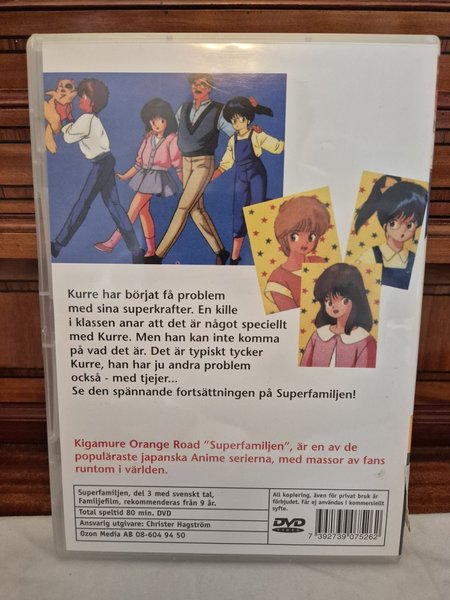 Kurre har börjat få problem
med sina superkrafter. En kille
i klassen anar att det är något speciellt
med Kurre. Men han kan inte komma
på vad det är. Det är typiskt tycker
Kurre, han har ju andra problem
också - med tjejer...
Se den spännande fortsättningen på Superfamiljen!
Kigamure Orange Road "Superfamiljen", är en av de
populäraste japanska Anime serierna, med massor av fans
runtom i världen.
Superfamiljen, del 3 med svenskt tal,
Familjefilm, rekommenderas från 9 år.
Total speltid 80 min. DVD
Ansvarig utgivare: Christer Hagström
Ozon Media AB 08-604 94 50
All kopiering, även för privat bruk är
förbjudet. Får ej användas i kommersiellt
syfte.
DVD
VIDEO
7 392739 075262